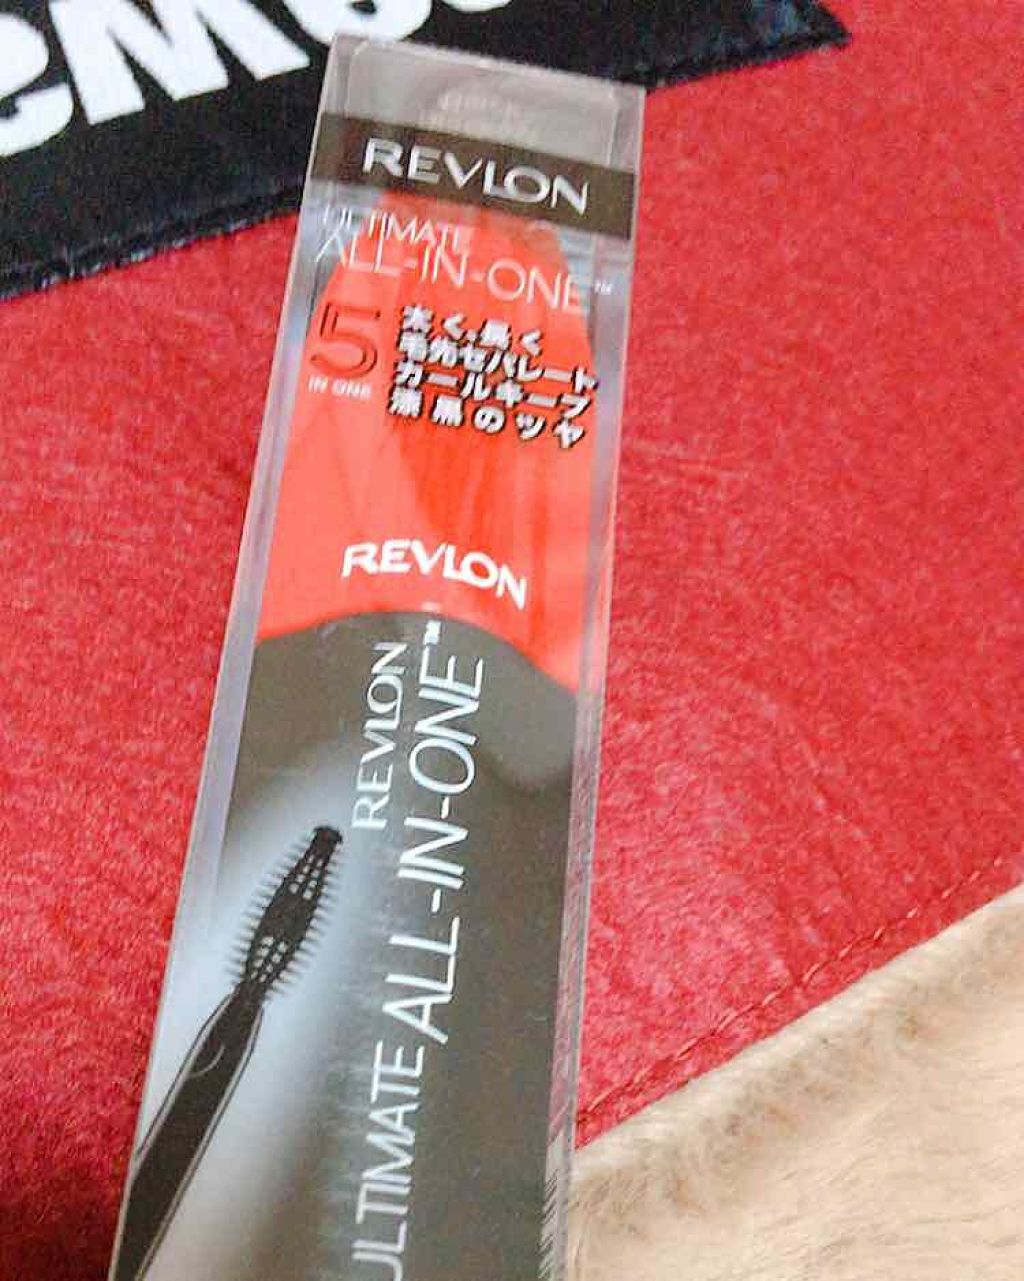 REVLON
ULTIMATE
ALL-IN-ONE™
5
IN ONE
太く、長く
毛先セパレート
カールキープ
漆黒のツヤ
REVLON
REVLON
ULTIMATE ALL-IN-ONE™